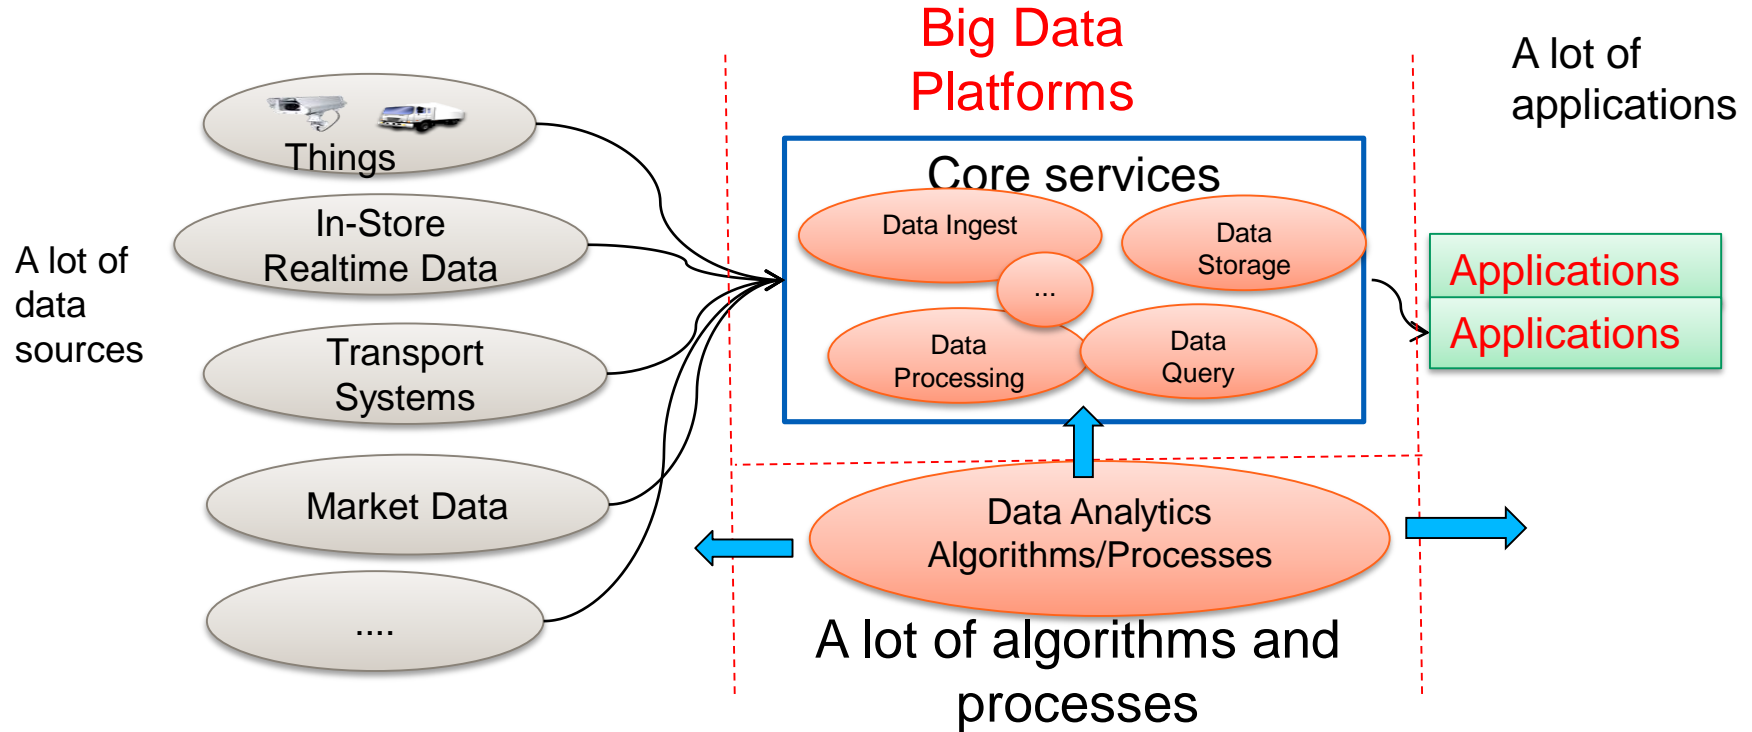 Big Data
Platforms
A lot of
applications
A lot of
data
sources
Things
In-Store
Realtime Data
Transport
Systems
Market Data
....
Core services
Data Ingest
Data
Storage
...
Data
Processing
Data
Query
Applications
Applications
Data Analytics
Algorithms/Processes
A lot of algorithms and
processes